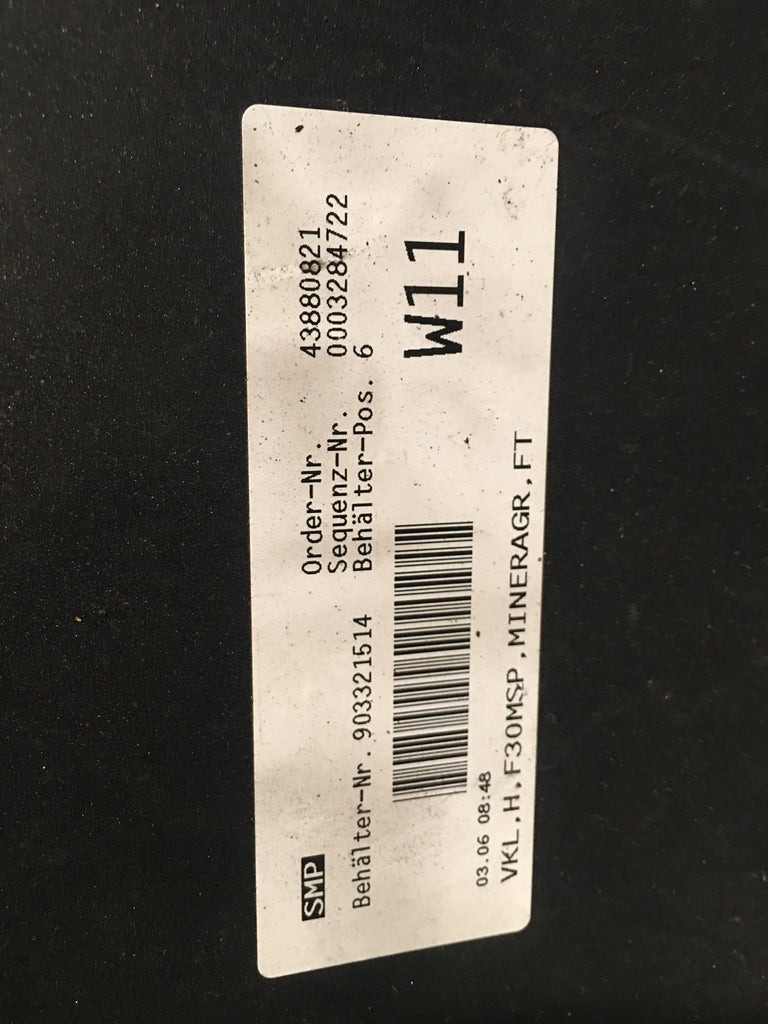 SMP
Order-Nr. 43880821
Sequenz-Nr. 0003284722
Behälter-Nr. 903321514 Behälter-Pos. 6
W11
03.06 08:48
VKL,H,F30MSP,MINERAGR,FT